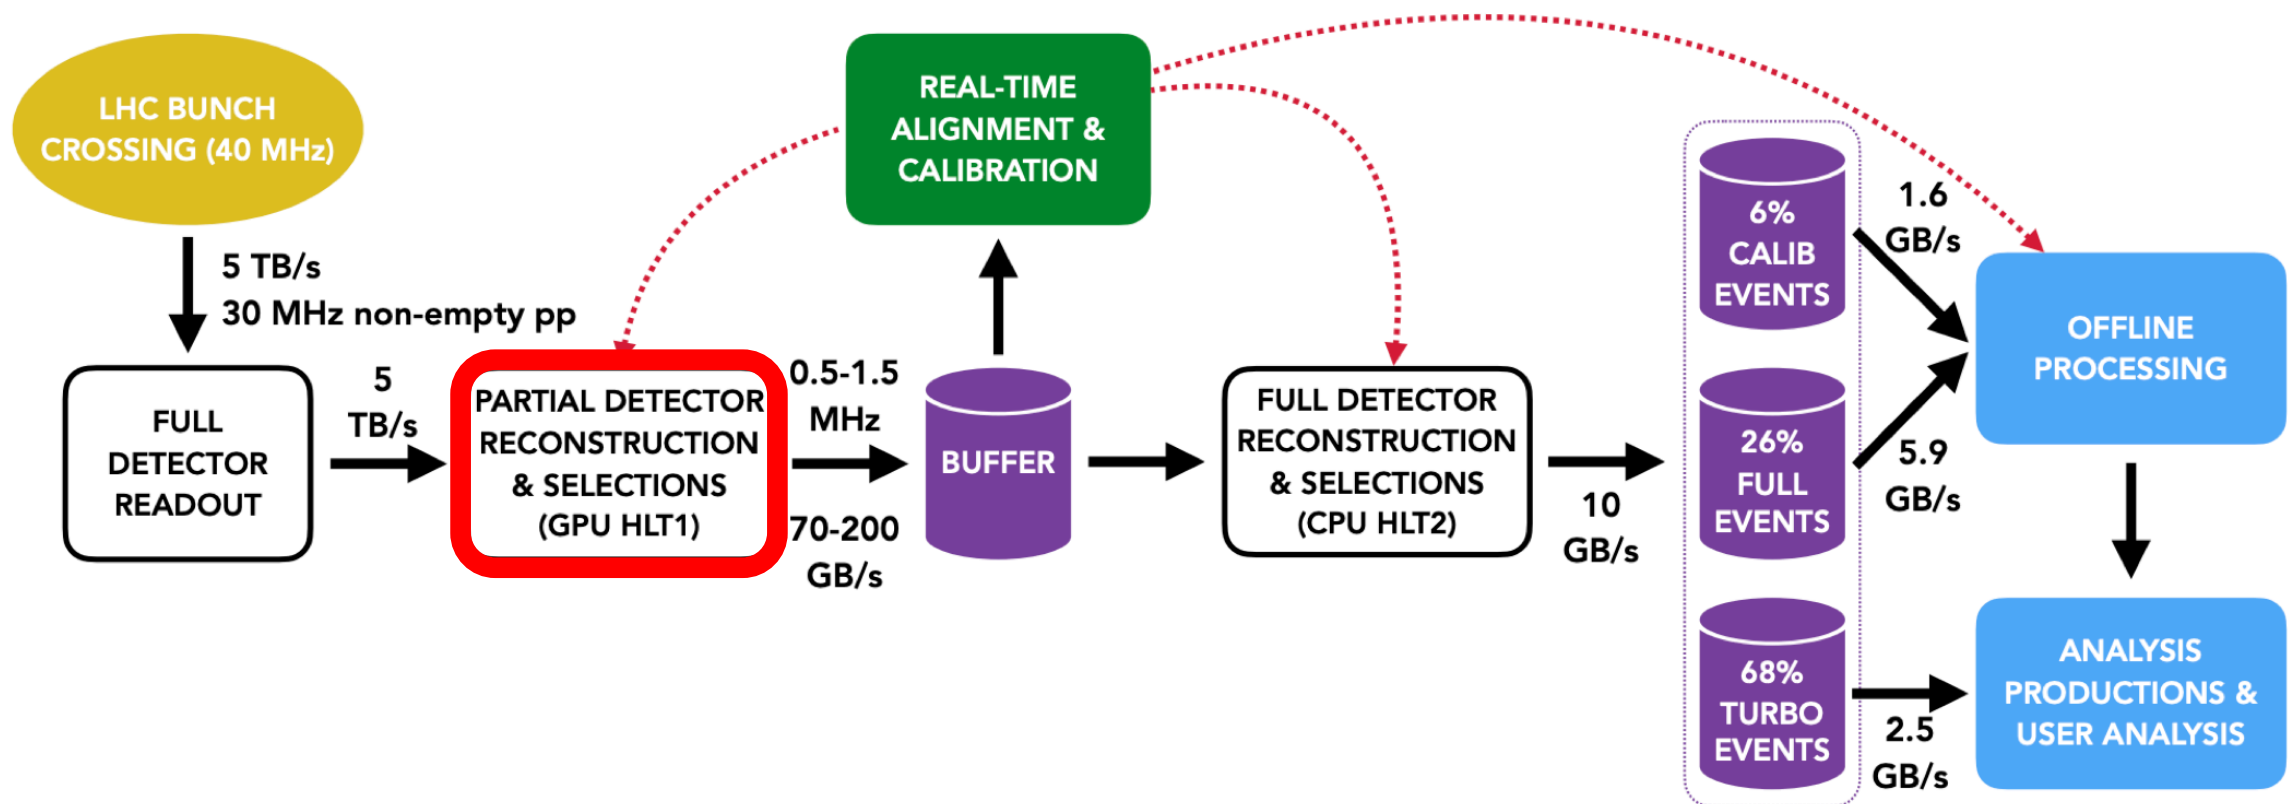 LHC BUNCH
CROSSING (40 MHz)
5 TB/s
30 MHz non-empty pp
FULL
DETECTOR
READOUT
5
TB/s
PARTIAL DETECTOR
RECONSTRUCTION
& SELECTIONS
(GPU HLT1)
0.5-1.5
MHz
70-200
GB/s
REAL-TIME
ALIGNMENT &
CALIBRATION
BUFFER
FULL DETECTOR
RECONSTRUCTION
& SELECTIONS
(CPU HLT2)
10
GB/s
6%
CALIB
EVENTS
26%
FULL
EVENTS
68%
TURBO
EVENTS
1.6
GB/s
5.9
GB/s
2.5
GB/s
OFFLINE
PROCESSING
ANALYSIS
PRODUCTIONS &
USER ANALYSIS